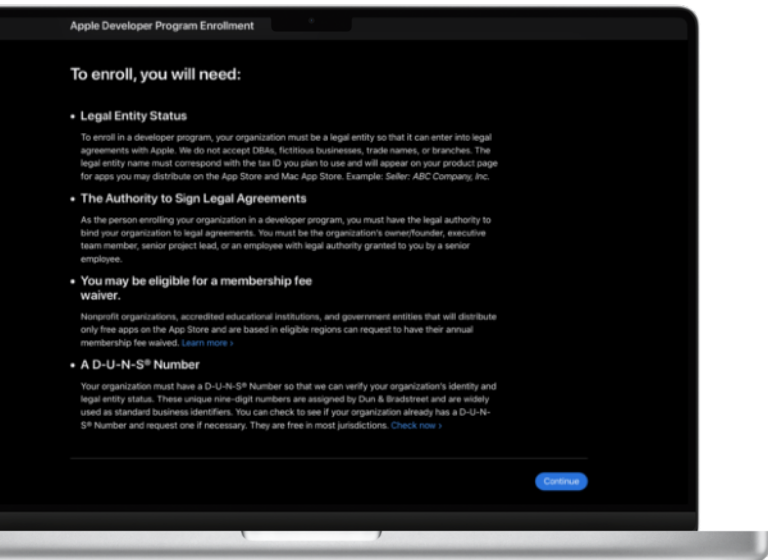 Apple Developer Program Enrollment
To enroll, you will need:
• Legal Entity Status
To enroll in a developer program, your organization must be a legal entity so that it can enter into legal
agreements with Apple. We do not accept DBAs, fictitious businesses, trade names, or branches. The
legal entity name must correspond with the tax ID you plan to use and will appear on your product page
for apps you may distribute on the App Store and Mac App Store. Example: Seller: ABC Company, Inc.
• The Authority to Sign Legal Agreements
As the person enrolling your organization in a developer program, you must have the legal authority to
bind your organization to legal agreements. You must be the organization's owner/founder, executive
team member, senior project lead, or an employee with legal authority granted to you by a senior
employee.
• You may be eligible for a membership fee
waiver.
Nonprofit organizations, accredited educational institutions, and government entities that will distribute
only free apps on the App Store and are based in eligible regions can request to have their annual
membership fee waived. Learn more ›
• A D-U-N-S® Number
Your organization must have a D-U-N-S® Number so that we can verify your organization's identity and
legal entity status. These unique nine-digit numbers are assigned by Dun & Bradstreet and are widely
used as standard business identifiers. You can check to see if your organization already has a D-U-N-
S® Number and request one if necessary. They are free in most jurisdictions. Check now ›
Continue